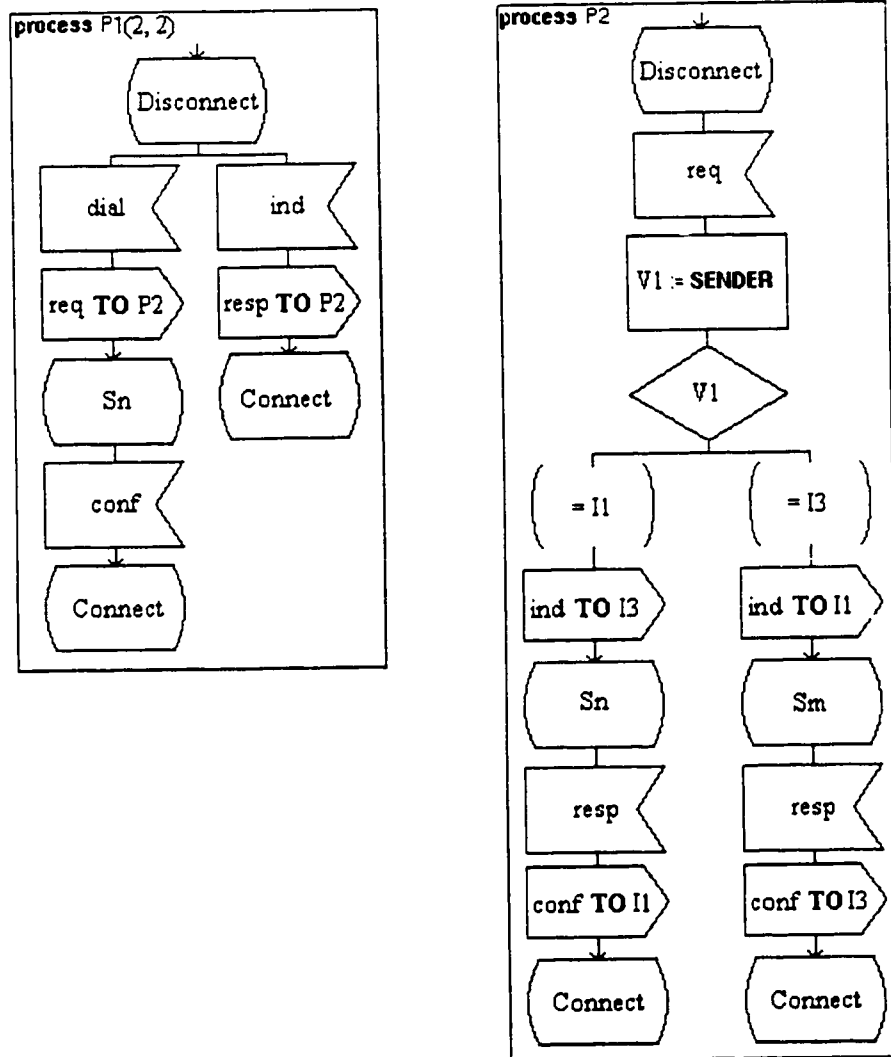 process P1(2, 2)
Disconnect
dial
ind
req TO P2
resp TO P2
Sn
Connect
conf
Connect
process P2
Disconnect
req
V1 := SENDER
V1
= I1
= I3
ind TO I3
ind TO I1
Sn
Sm
resp
resp
conf TO I1
conf TO I3
Connect
Connect